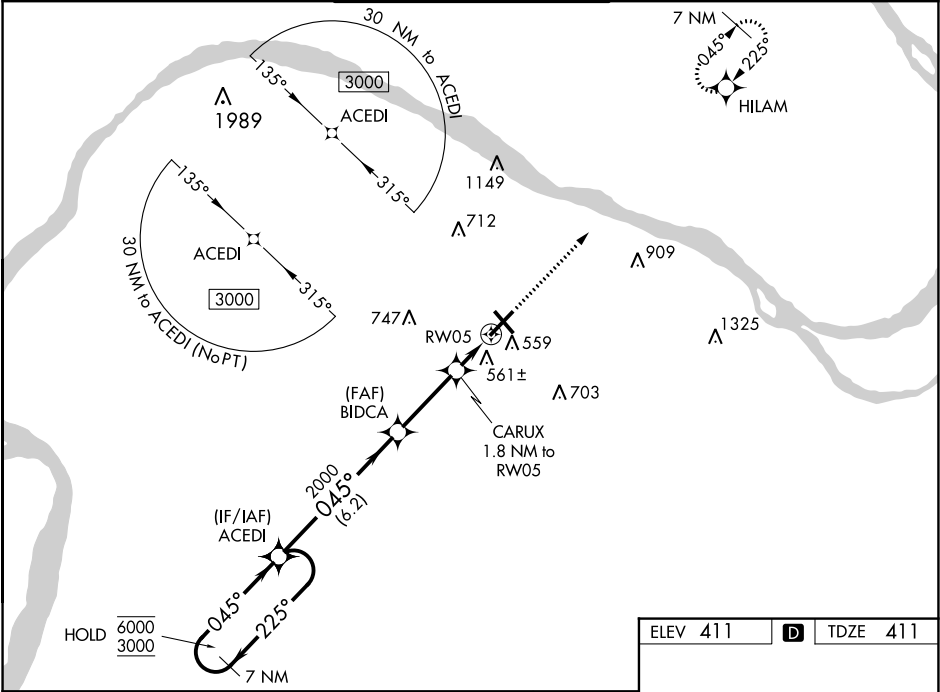 30 NM to ACEDI
135°
3000
ACEDI
315°
1989
7 NM
045°
225°
HILAM
1149
712
909
135°
ACEDI
315°
3000
30 NM to ACEDI (NoPT)
747
RW05
559
561±
1325
703
(FAF)
BIDCA
CARUX
1.8 NM to
RW05
2000
045°
(6.2)
(IF/IAF)
ACEDI
045°
225°
HOLD
6000
3000
7 NM
ELEV 411 D TDZE 411